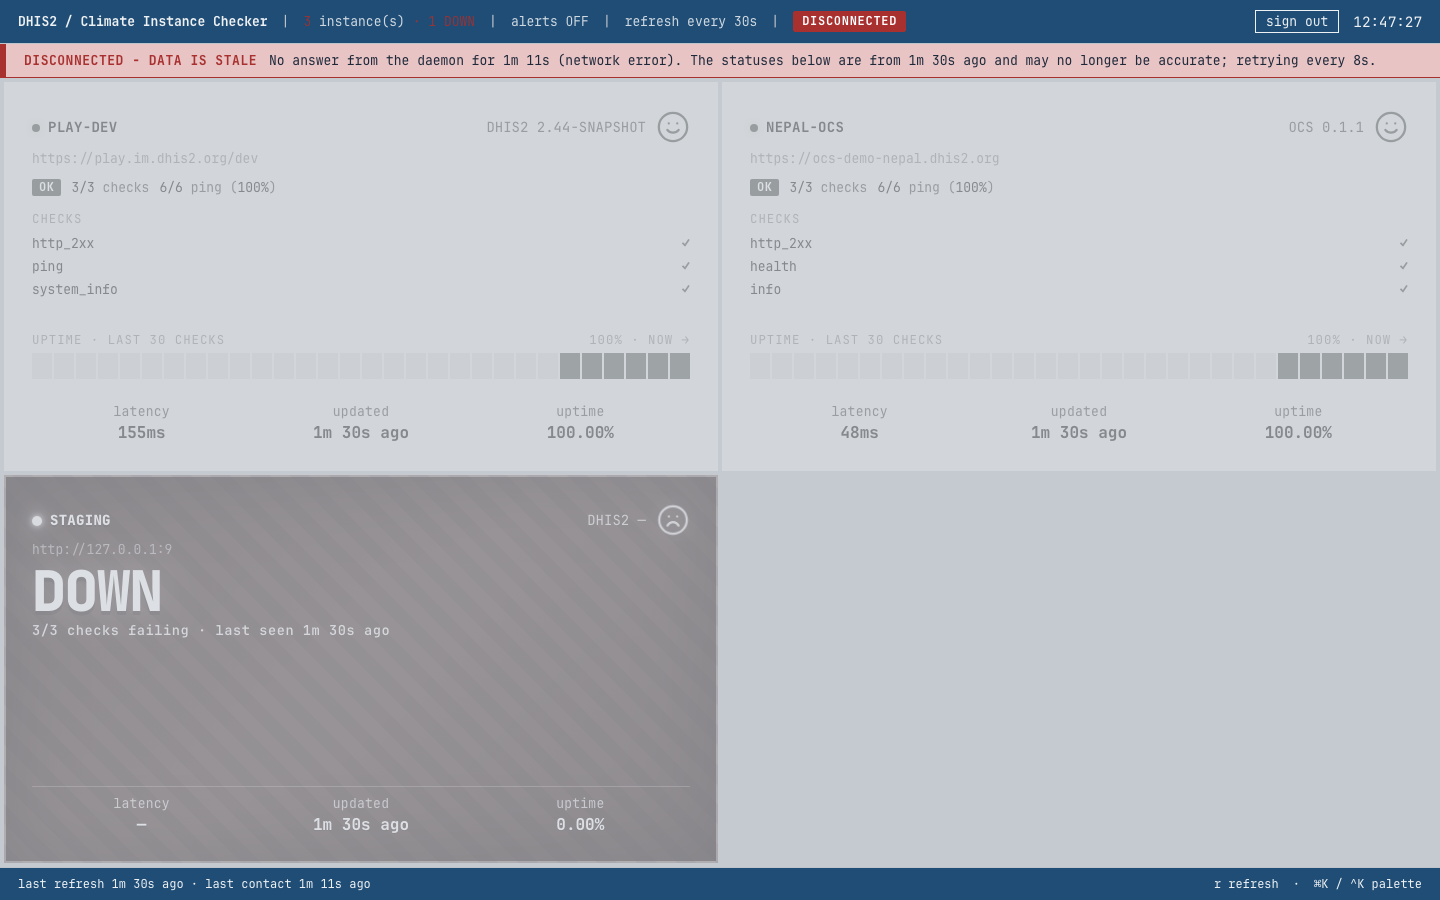 DHIS2 / Climate Instance Checker | 3 instance(s) · 1 DOWN | alerts OFF | refresh every 30s | DISCONNECTED sign out 12:47:27
DISCONNECTED - DATA IS STALE No answer from the daemon for 1m 11s (network error). The statuses below are from 1m 30s ago and may no longer be accurate; retrying every 8s.
PLAY-DEV DHIS2 2.44-SNAPSHOT
https://play.im.dhis2.org/dev
OK 3/3 checks 6/6 ping (100%)
CHECKS
http_2xx ✓
ping ✓
system_info ✓
UPTIME · LAST 30 CHECKS 100% · NOW →
latency updated uptime
155ms 1m 30s ago 100.00%
NEPAL-OCS OCS 0.1.1
https://ocs-demo-nepal.dhis2.org
OK 3/3 checks 6/6 ping (100%)
CHECKS
http_2xx ✓
health ✓
info ✓
UPTIME · LAST 30 CHECKS 100% · NOW →
latency updated uptime
48ms 1m 30s ago 100.00%
STAGING DHIS2 —
http://127.0.0.1:9
DOWN
3/3 checks failing · last seen 1m 30s ago
latency updated uptime
— 1m 30s ago 0.00%
last refresh 1m 30s ago · last contact 1m 11s ago r refresh · ⌘K / ^K palette